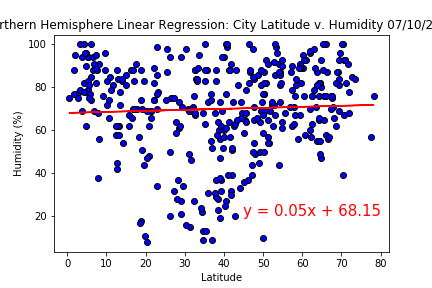 rthern Hemisphere Linear Regression: City Latitude v. Humidity 07/10/2
100
80
60
40
20
Humidity (%)
y = 0.05x + 68.15
0 10 20 30 40 50 60 70 80
Latitude